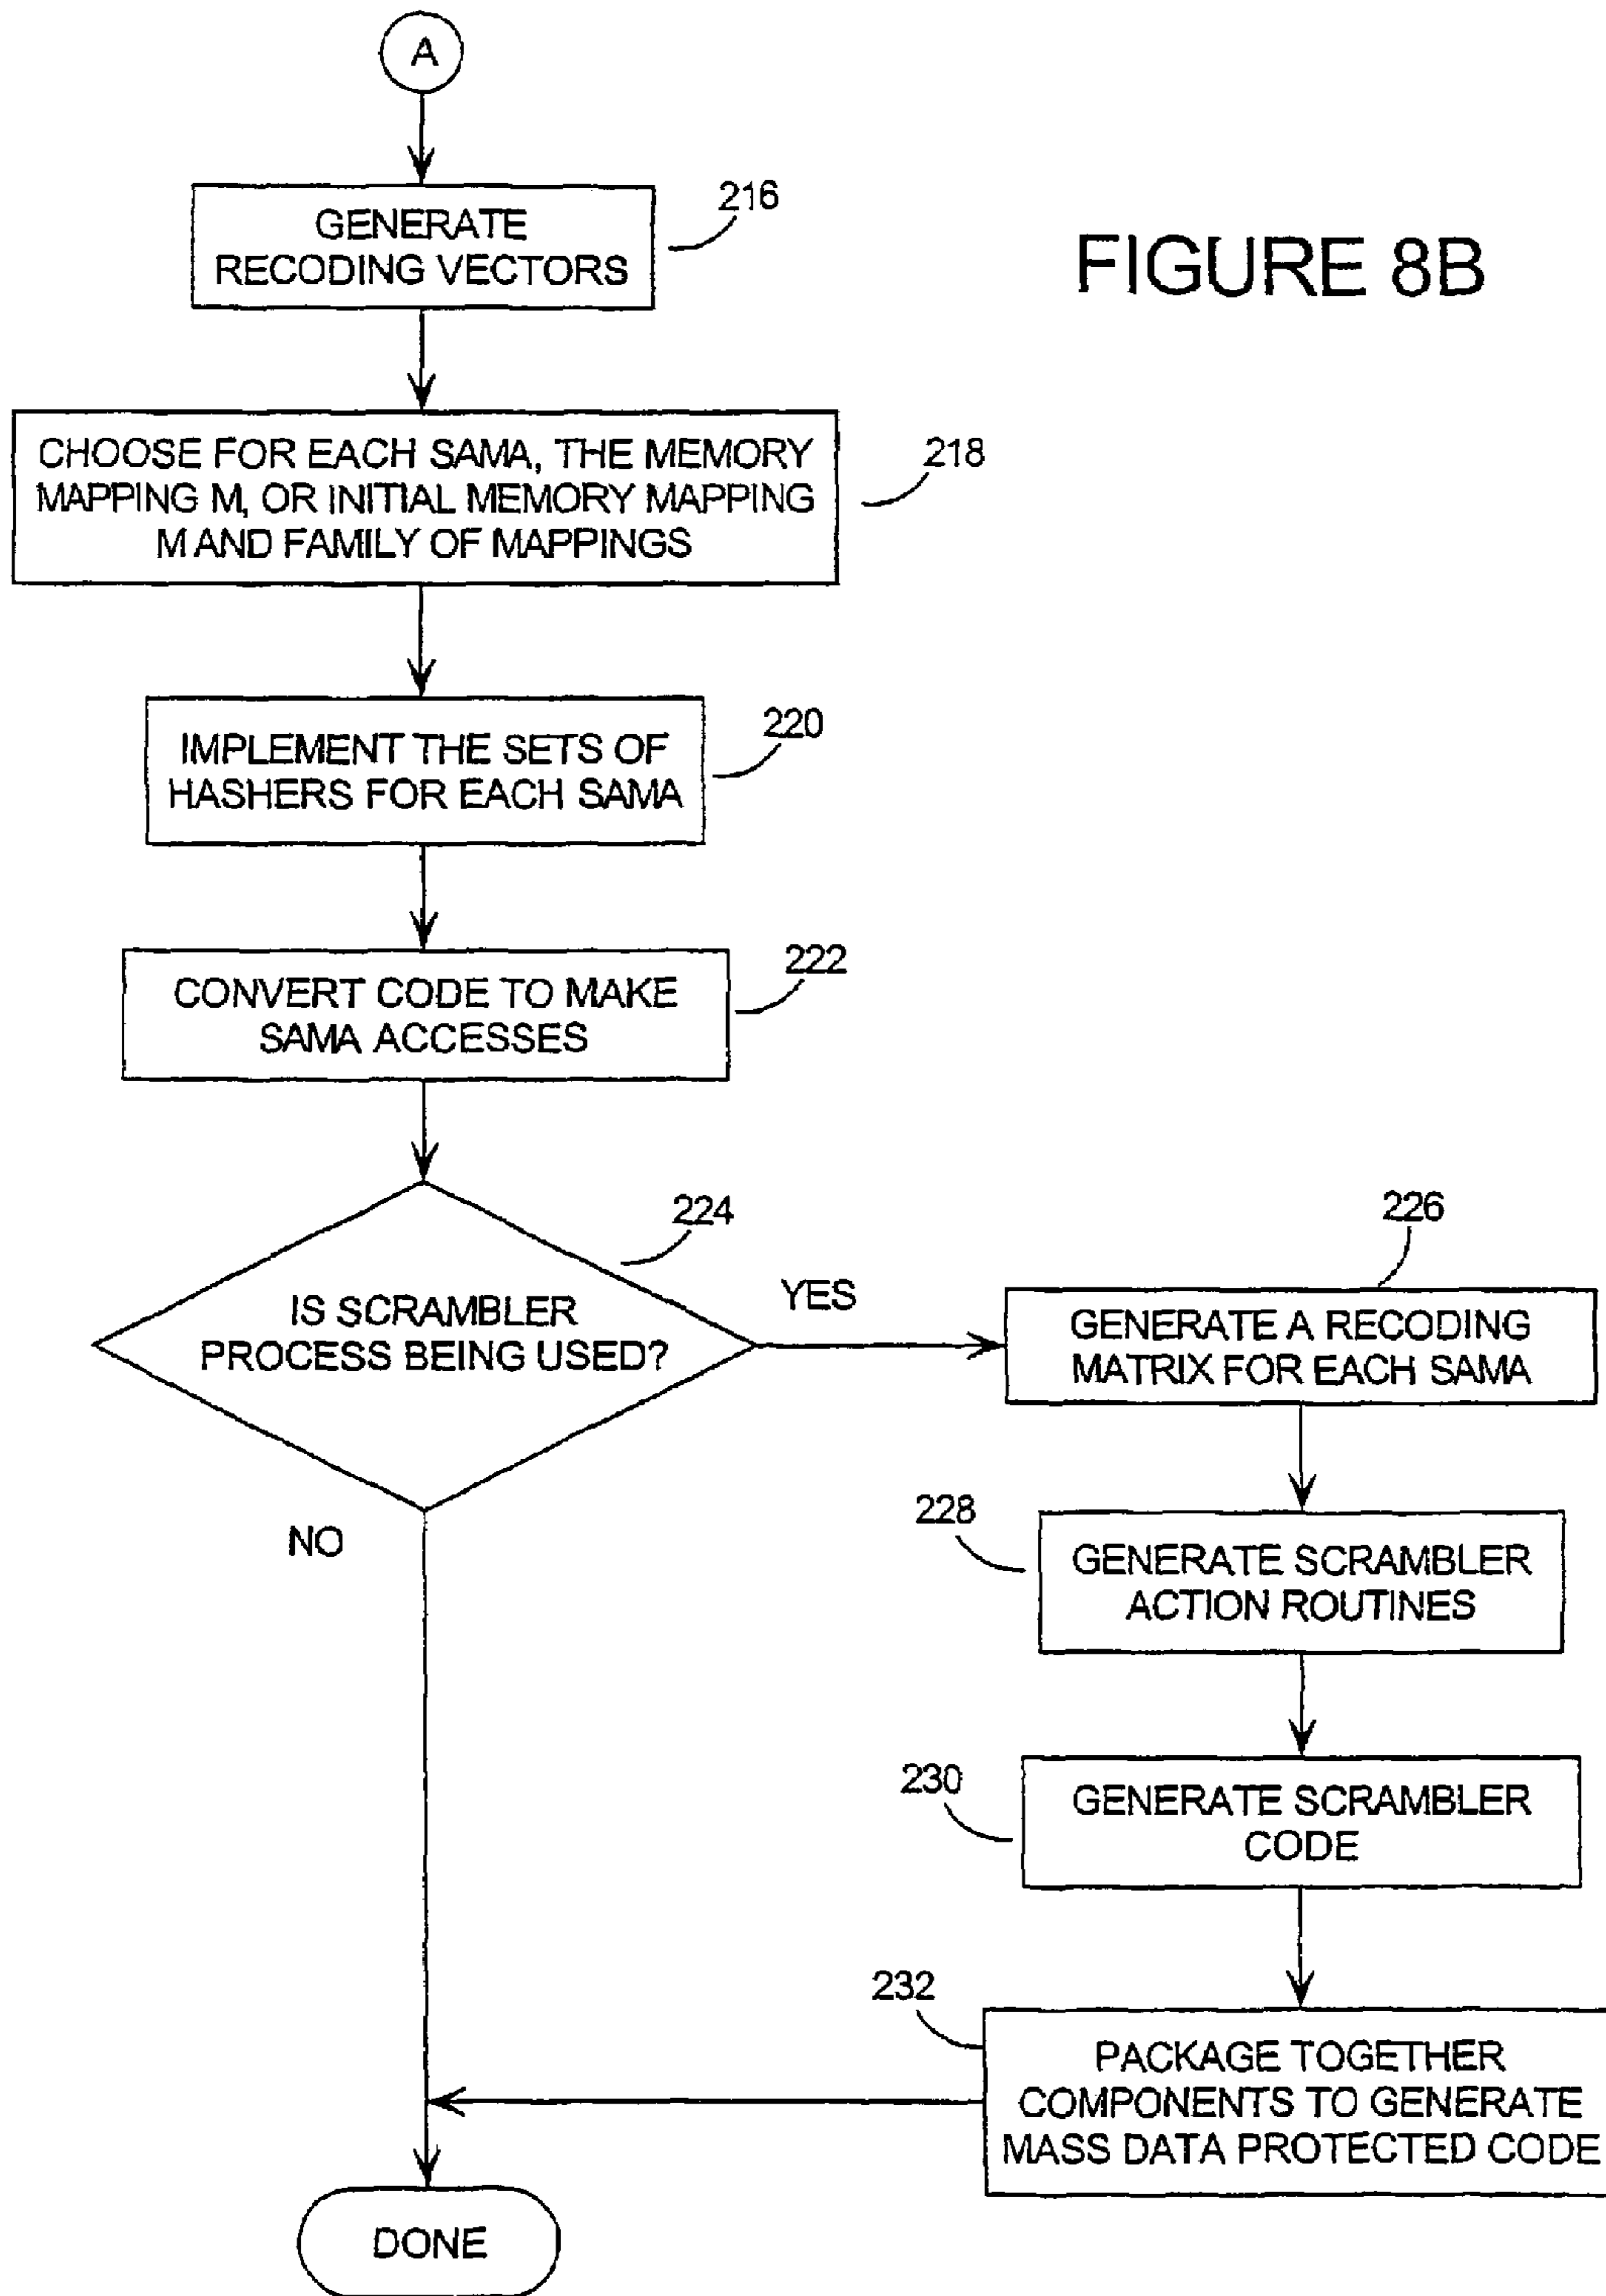 A
216
GENERATE
RECODING VECTORS
FIGURE 8B
CHOOSE FOR EACH SAMA, THE MEMORY
MAPPING M, OR INITIAL MEMORY MAPPING
M AND FAMILY OF MAPPINGS
218
IMPLEMENT THE SETS OF
HASHERS FOR EACH SAMA
220
CONVERT CODE TO MAKE
SAMA ACCESSES
222
224
IS SCRAMBLER
PROCESS BEING USED?
YES
NO
226
GENERATE A RECODING
MATRIX FOR EACH SAMA
228
GENERATE SCRAMBLER
ACTION ROUTINES
230
GENERATE SCRAMBLER
CODE
232
PACKAGE TOGETHER
COMPONENTS TO GENERATE
MASS DATA PROTECTED CODE
DONE